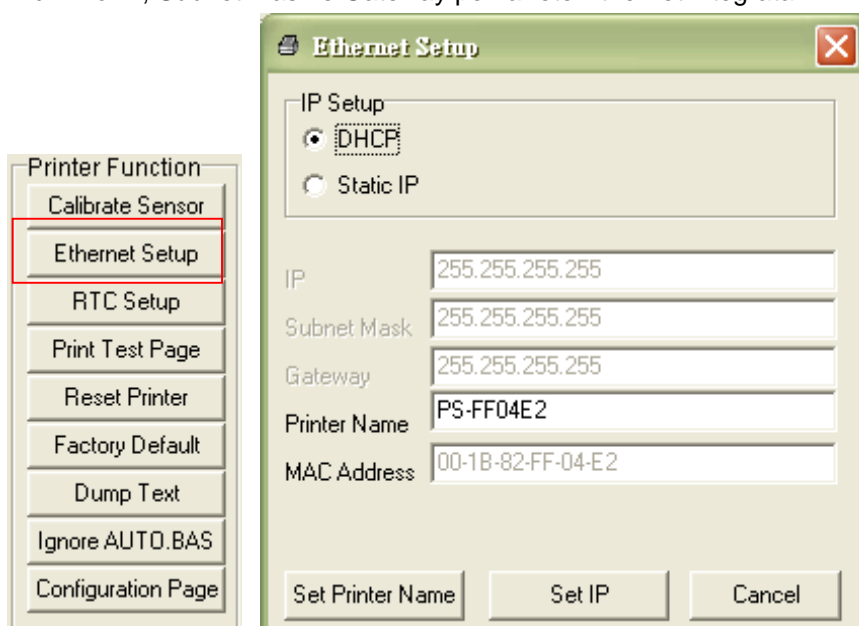 Ethernet Setup
IP Setup
DHCP
Static IP
Printer Function
Calibrate Sensor
Ethernet Setup
RTC Setup
Print Test Page
Reset Printer
Factory Default
Dump Text
Ignore AUTO.BAS
Configuration Page
IP 255.255.255.255
Subnet Mask 255.255.255.255
Gateway 255.255.255.255
Printer Name PS-FF04E2
MAC Address 00-1B-82-FF-04-E2
Set Printer Name Set IP Cancel